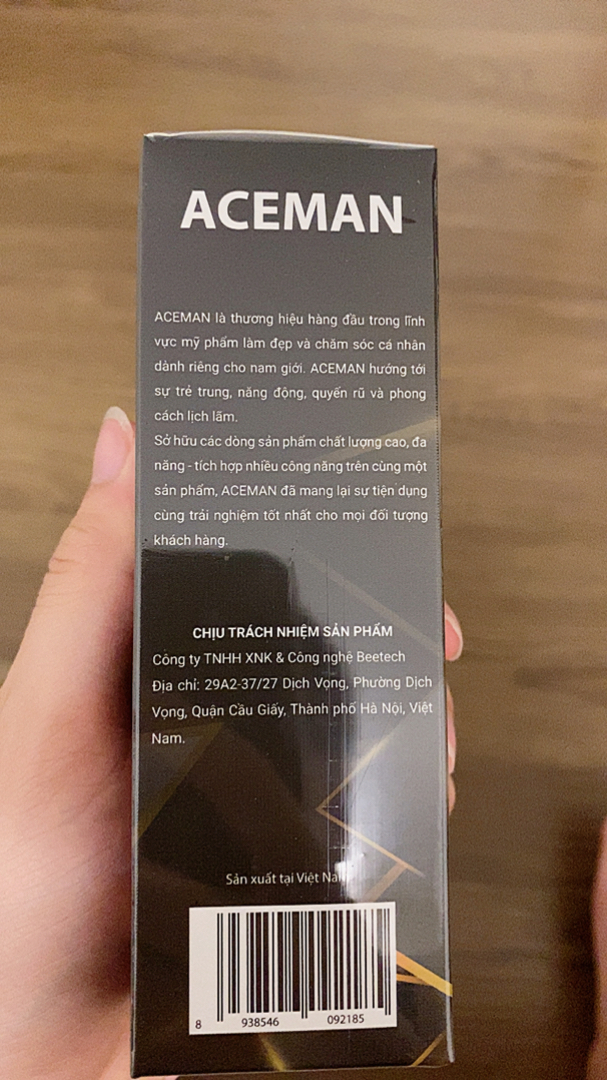 ACEMAN
ACEMAN là thương hiệu hàng đầu trong lĩnh
vực mỹ phẩm làm đẹp và chăm sóc cá nhân
dành riêng cho nam giới. ACEMAN hướng tới
sự trẻ trung, năng động, quyến rũ và phong
cách lịch lãm.
Sở hữu các dòng sản phẩm chất lượng cao, đa
năng - tích hợp nhiều công năng trên cùng một
sản phẩm, ACEMAN đã mang lại sự tiện dụng
cùng trải nghiệm tốt nhất cho mọi đối tượng
khách hàng.
CHỊU TRÁCH NHIỆM SẢN PHẨM
Công ty TNHH XNK & Công nghệ Beetech
Địa chỉ: 29A2-37/27 Dịch Vọng, Phường Dịch
Vọng, Quận Cầu Giấy, Thành phố Hà Nội, Việt
Nam.
Sản xuất tại Việt Nam
8 938546 092185